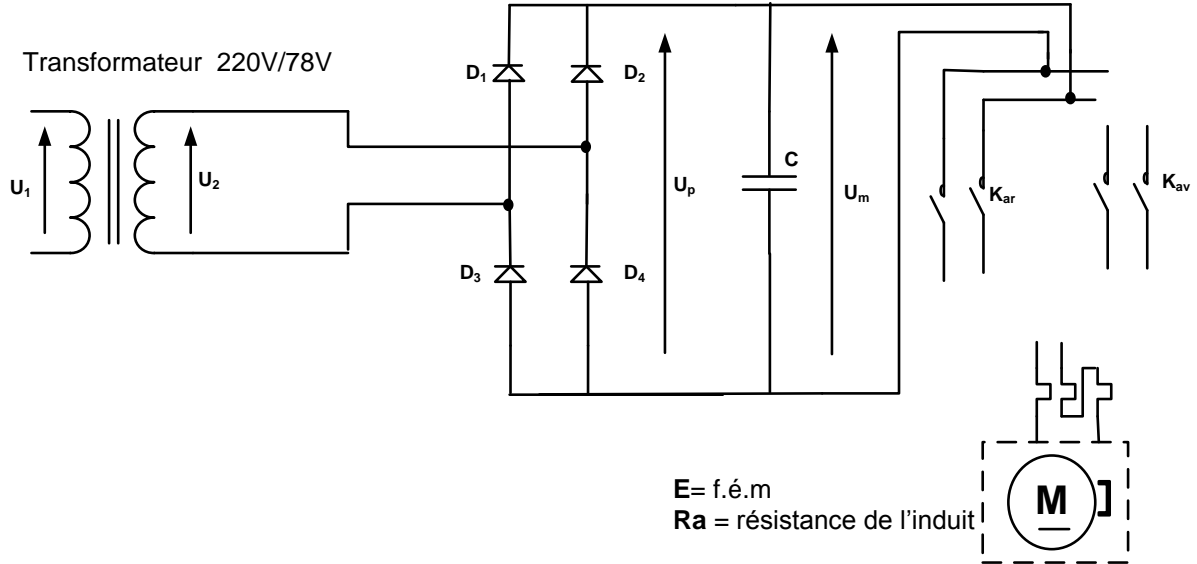 Transformateur 220V/78V
U1
U2
D1
D2
D3
D4
Up
C
Um
Kar
Kav
E= f.é.m
Ra = résistance de l'induit
M